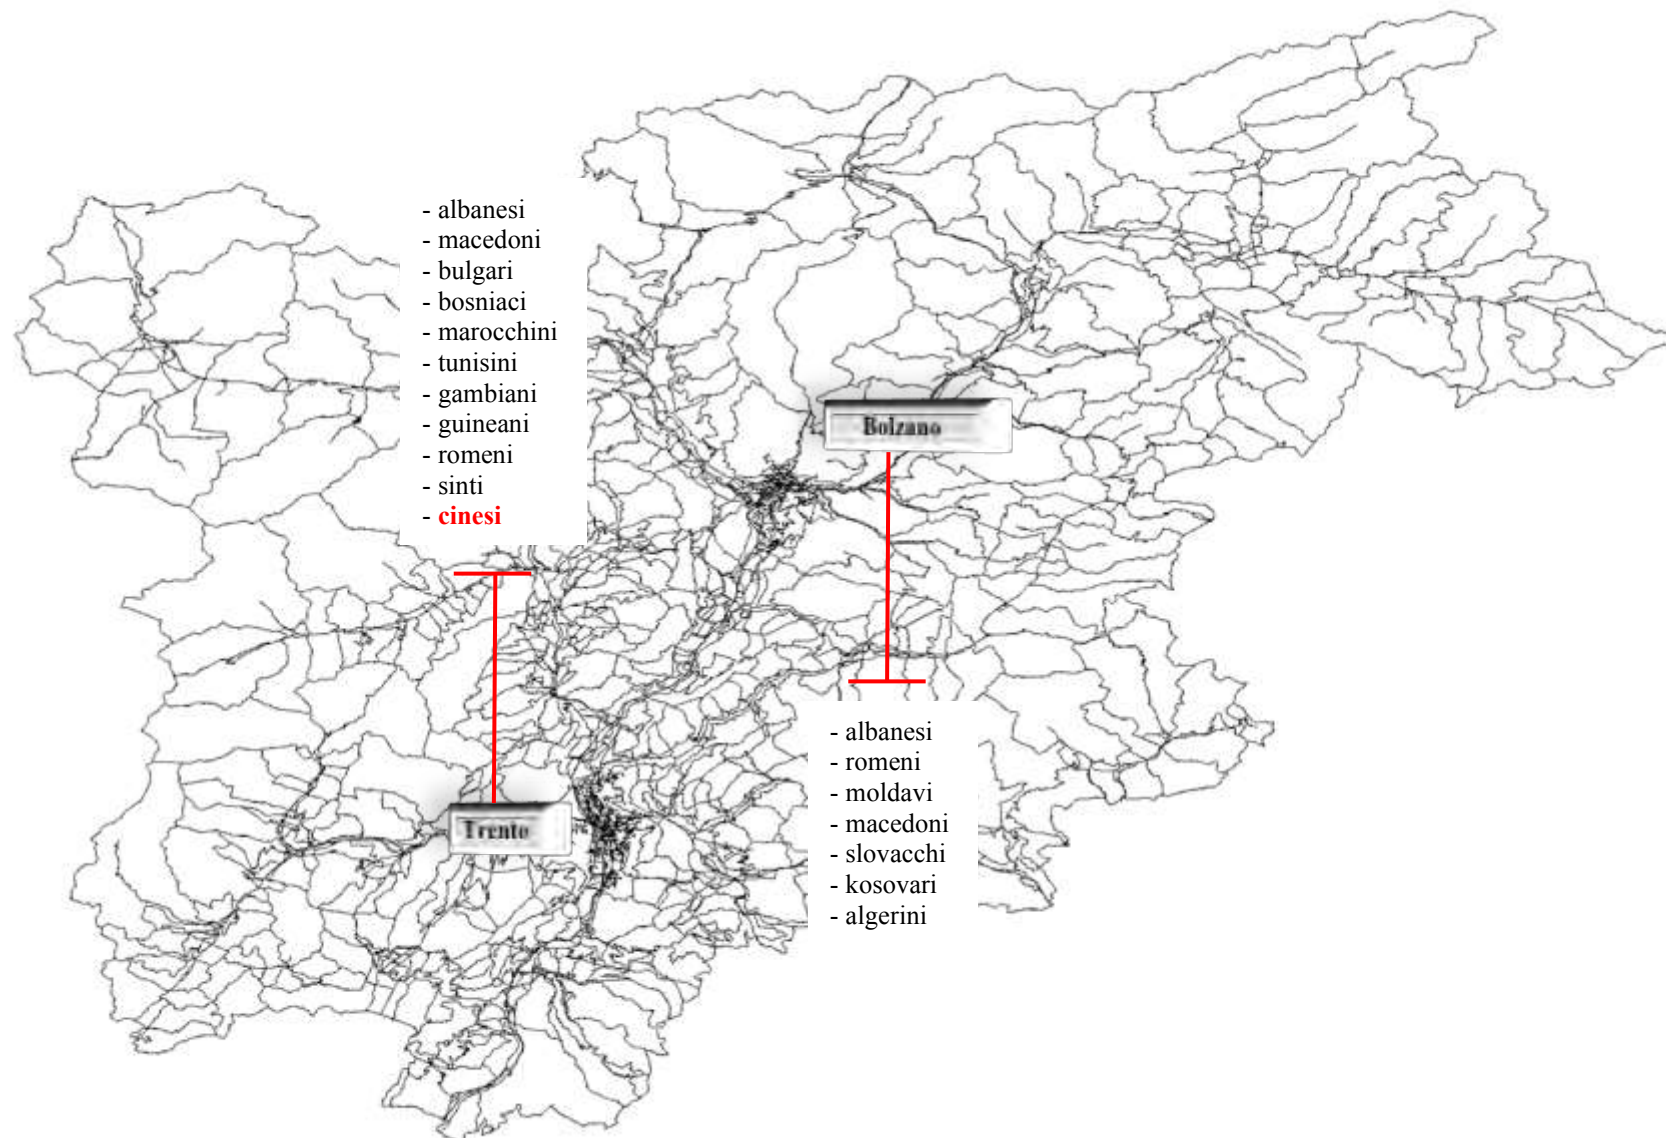 - albanesi
- macedoni
- bulgari
- bosniaci
- marocchini
- tunisini
- gambiani
- guineani
- romeni
- sinti
- cinesi
Bolzano
Trento
- albanesi
- romeni
- moldavi
- macedoni
- slovacchi
- kosovari
- algerini